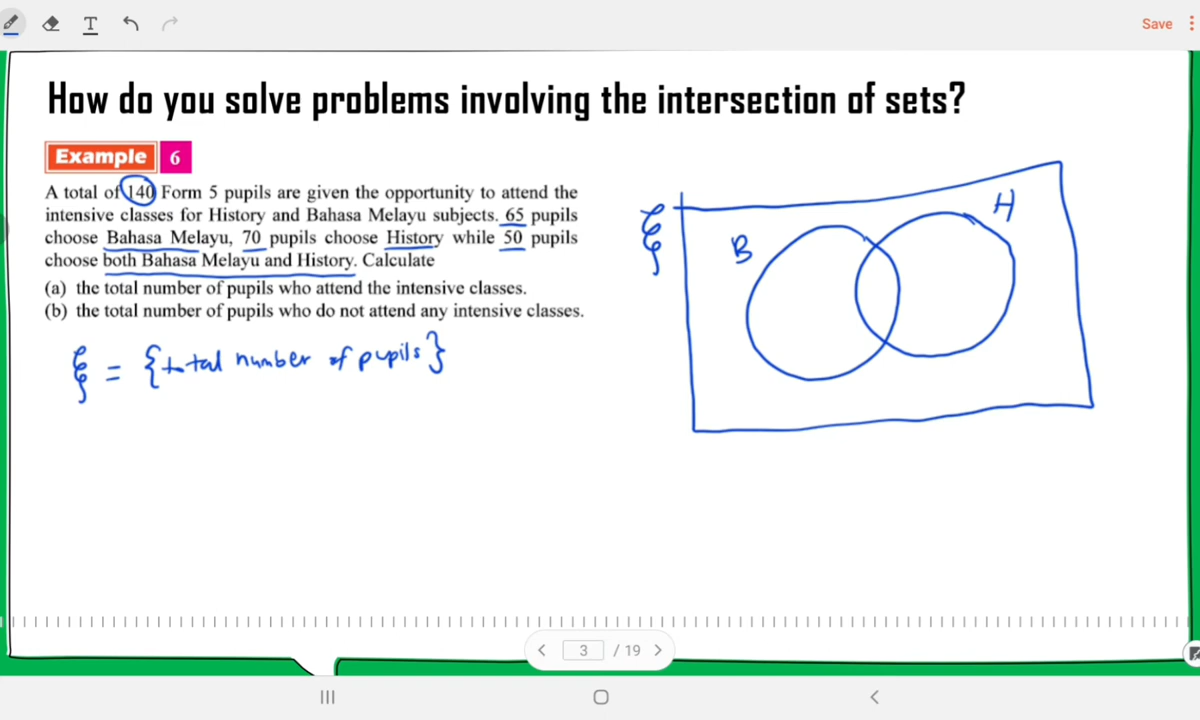 T
Save
How do you solve problems involving the intersection of sets?
Example 6
A total of 140 Form 5 pupils are given the opportunity to attend the
intensive classes for History and Bahasa Melayu subjects. 65 pupils
choose Bahasa Melayu, 70 pupils choose History while 50 pupils
choose both Bahasa Melayu and History. Calculate
(a) the total number of pupils who attend the intensive classes.
(b) the total number of pupils who do not attend any intensive classes.
ξ = {total number of pupils}
ξ
B
H
3 / 19